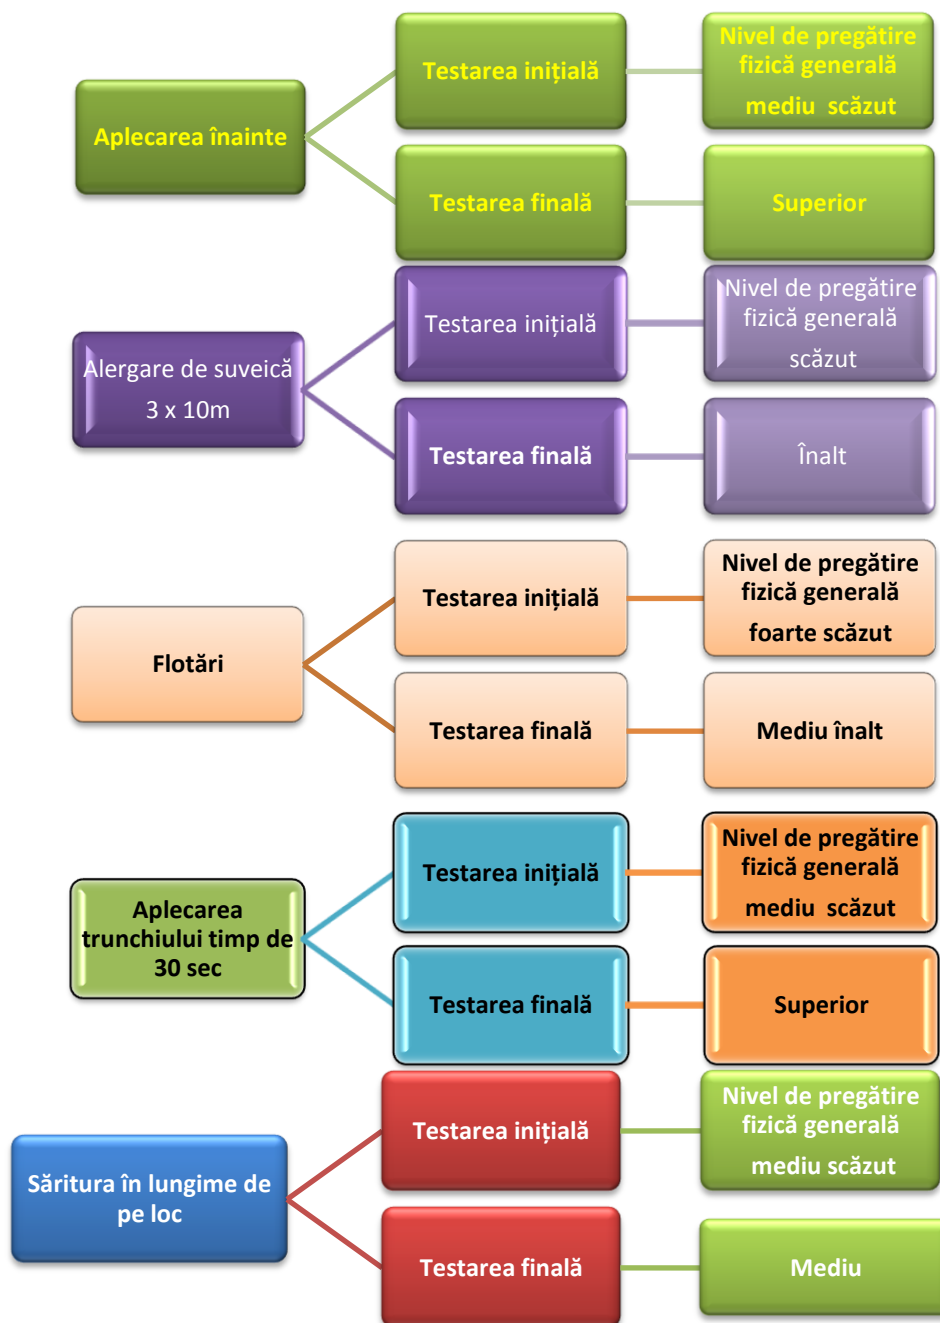 Aplecarea înainte
Testarea inițială
Nivel de pregătire
fizică generală
mediu scăzut
Testarea finală
Superior
Alergare de suveică
3 x 10m
Testarea inițială
Nivel de pregătire
fizică generală
scăzut
Testarea finală
Înalt
Flotări
Testarea inițială
Nivel de pregătire
fizică generală
foarte scăzut
Testarea finală
Mediu înalt
Aplecarea
trunchiului timp de
30 sec
Testarea inițială
Nivel de pregătire
fizică generală
mediu scăzut
Testarea finală
Superior
Săritura în lungime de
pe loc
Testarea inițială
Nivel de pregătire
fizică generală
mediu scăzut
Testarea finală
Mediu